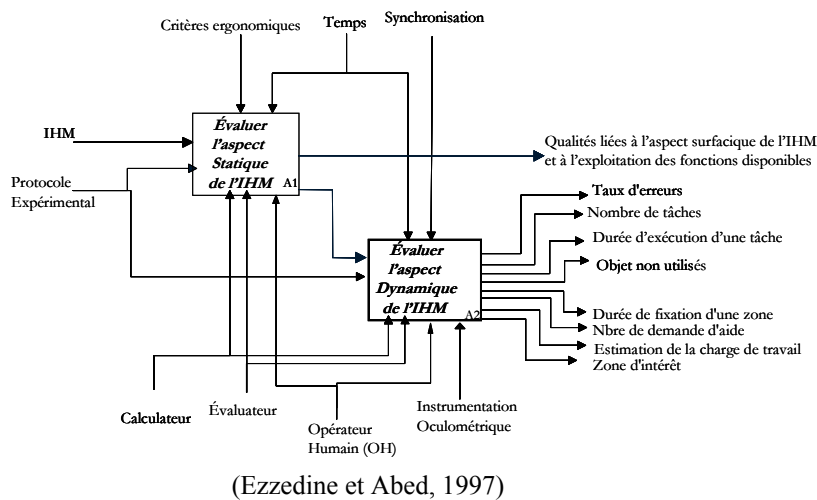 Critères ergonomiques
Temps
Synchronisation
IHM
Protocole
Expérimental
Évaluer
l'aspect
Statique
de l'IHM
A1
Qualités liées à l'aspect surfacique de l'IHM
et à l'exploitation des fonctions disponibles
Évaluer
l'aspect
Dynamique
de l'IHM
A2
Taux d'erreurs
Nombre de tâches
Durée d'exécution d'une tâche
Objet non utilisés
Durée de fixation d'une zone
Nbre de demande d'aide
Estimation de la charge de travail
Zone d'intérêt
Calculateur
Évaluateur
Opérateur
Humain (OH)
Instrumentation
Oculométrique
(Ezzedine et Abed, 1997)